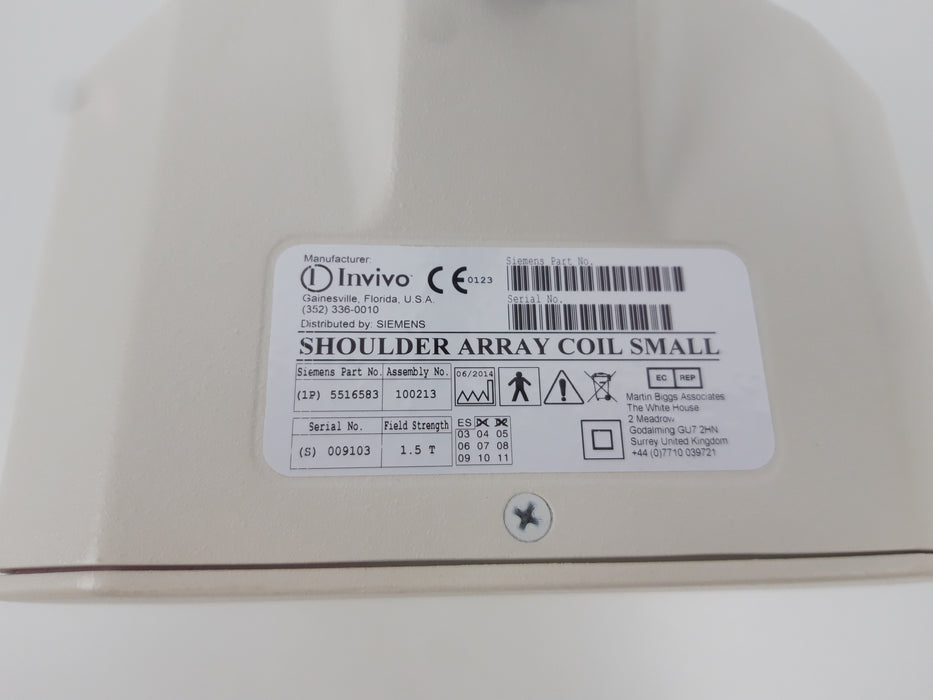 Manufacturer:
Invivo
CE 0123
Gainesville, Florida, U.S.A.
(352) 336-0010
Distributed by: SIEMENS
Siemens Part No.
Serial No.
SHOULDER ARRAY COIL SMALL
Siemens Part No. Assembly No.
(1P) 5516583 100213
Serial No. Field Strength
(S) 009103 1.5 T
06/2014
ES
03 04 05
06 07 08
09 10 11
EC REP
Martin Biggs Associates
The White House
2 Meadrow
Godalming GU7 2HN
Surrey United Kingdom
+44 (0)7710 039721